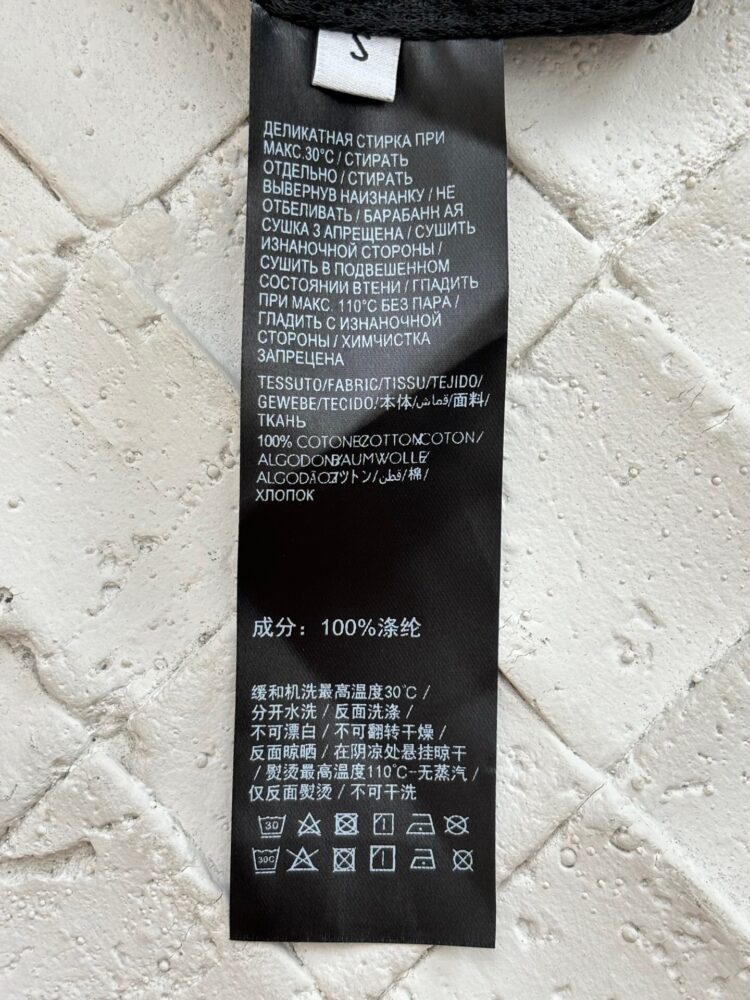 S
ДЕЛИКАТНАЯ СТИРКА ПРИ
МАКС.30°C / СТИРАТЬ
ОТДЕЛЬНО / СТИРАТЬ
ВЫВЕРНУВ НАИЗНАНКУ / НЕ
ОТБЕЛИВАТЬ / БАРАБАНН АЯ
СУШКА З АПРЕЩЕНА / СУШИТЬ
ИЗНАНОЧНОЙ СТОРОНЫ /
СУШИТЬ В ПОДВЕШЕННОМ
СОСТОЯНИИ ВТЕНИ / ГПАДИТЬ
ПРИ МАКС. 110°C БЕЗ ПАРА /
ГЛАДИТЬ С ИЗНАНОЧНОЙ
СТОРОНЫ / ХИМЧИСТКА
ЗАПРЕЩЕНА
TESSUTO/FABRIC/TISSU/TEJIDO/
GEWEBE/TECIDO/本体/قماش/面料/
ТКАНЬ
100% COTONE/COTTON/COTON/
ALGODON/BAUMWOLLE/
ALGODÃO/コツトン/قطن/棉/
ХЛОПОК
成分：100%涤纶
缓和机洗最高温度30℃ /
分开水洗 / 反面洗涤 /
不可漂白 / 不可翻转干燥 /
反面晾晒 / 在阴凉处悬挂晾干
/ 熨烫最高温度110℃--无蒸汽 /
仅反面熨烫 / 不可干洗
30
30C